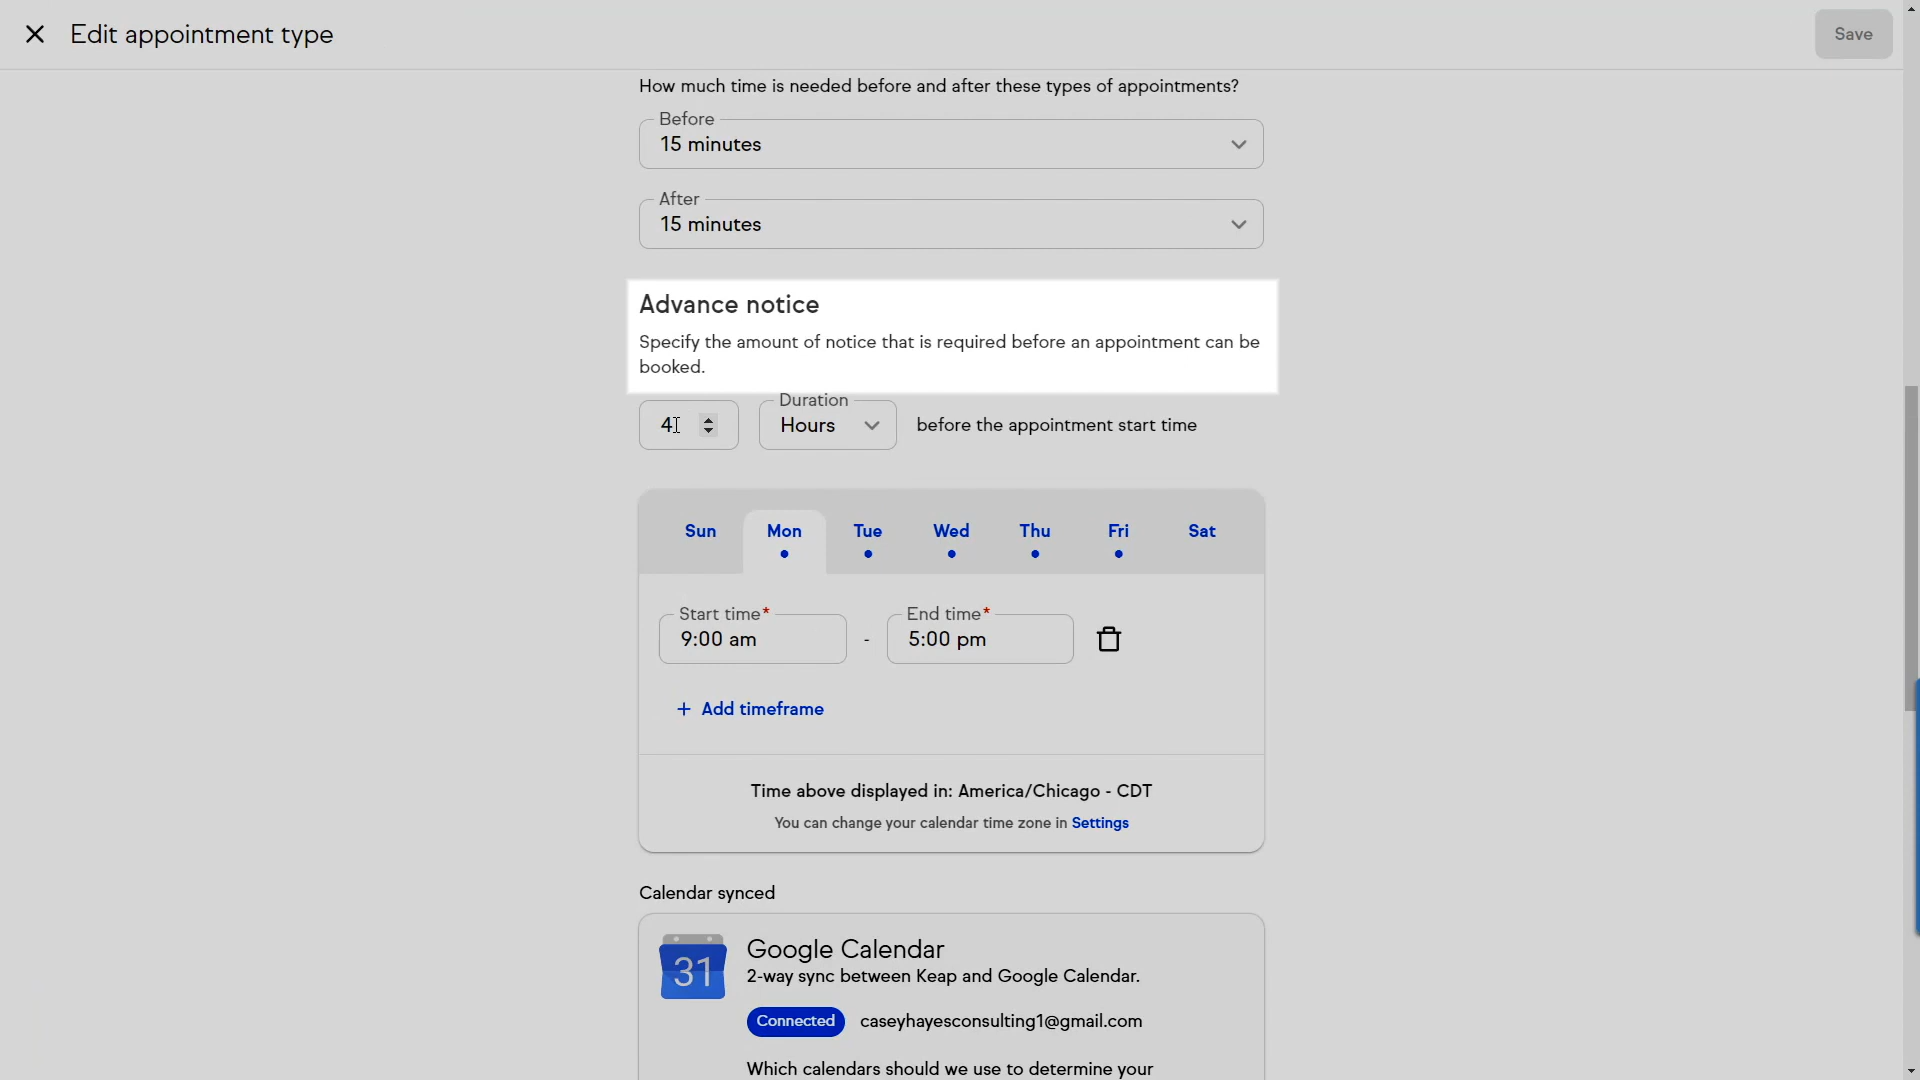 Edit appointment type
Save
How much time is needed before and after these types of appointments?
Before
15 minutes
After
15 minutes
Advance notice
Specify the amount of notice that is required before an appointment can be
booked.
Duration
4 Hours before the appointment start time
Sun Mon Tue Wed Thu Fri Sat
Start time* End time*
9:00 am - 5:00 pm
+ Add timeframe
Time above displayed in: America/Chicago - CDT
You can change your calendar time zone in Settings
Calendar synced
31
Google Calendar
2-way sync between Keap and Google Calendar.
Connected caseyhayesconsulting1@gmail.com
Which calendars should we use to determine your